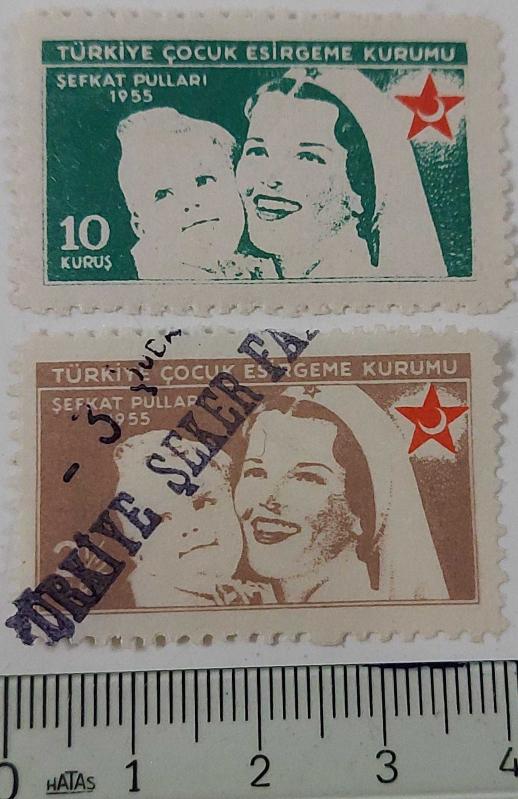 TÜRKİYE ÇOCUK ESİRGEME KURUMU
ŞEFKAT PULLARI
1955
10
KURUŞ
TÜRKİYE ÇOCUK ESİRGEME KURUMU
ŞEFKAT PULLARI
1955
TÜRKİYE ŞEKER FA
- 3
0 HATAS 1 2 3 4